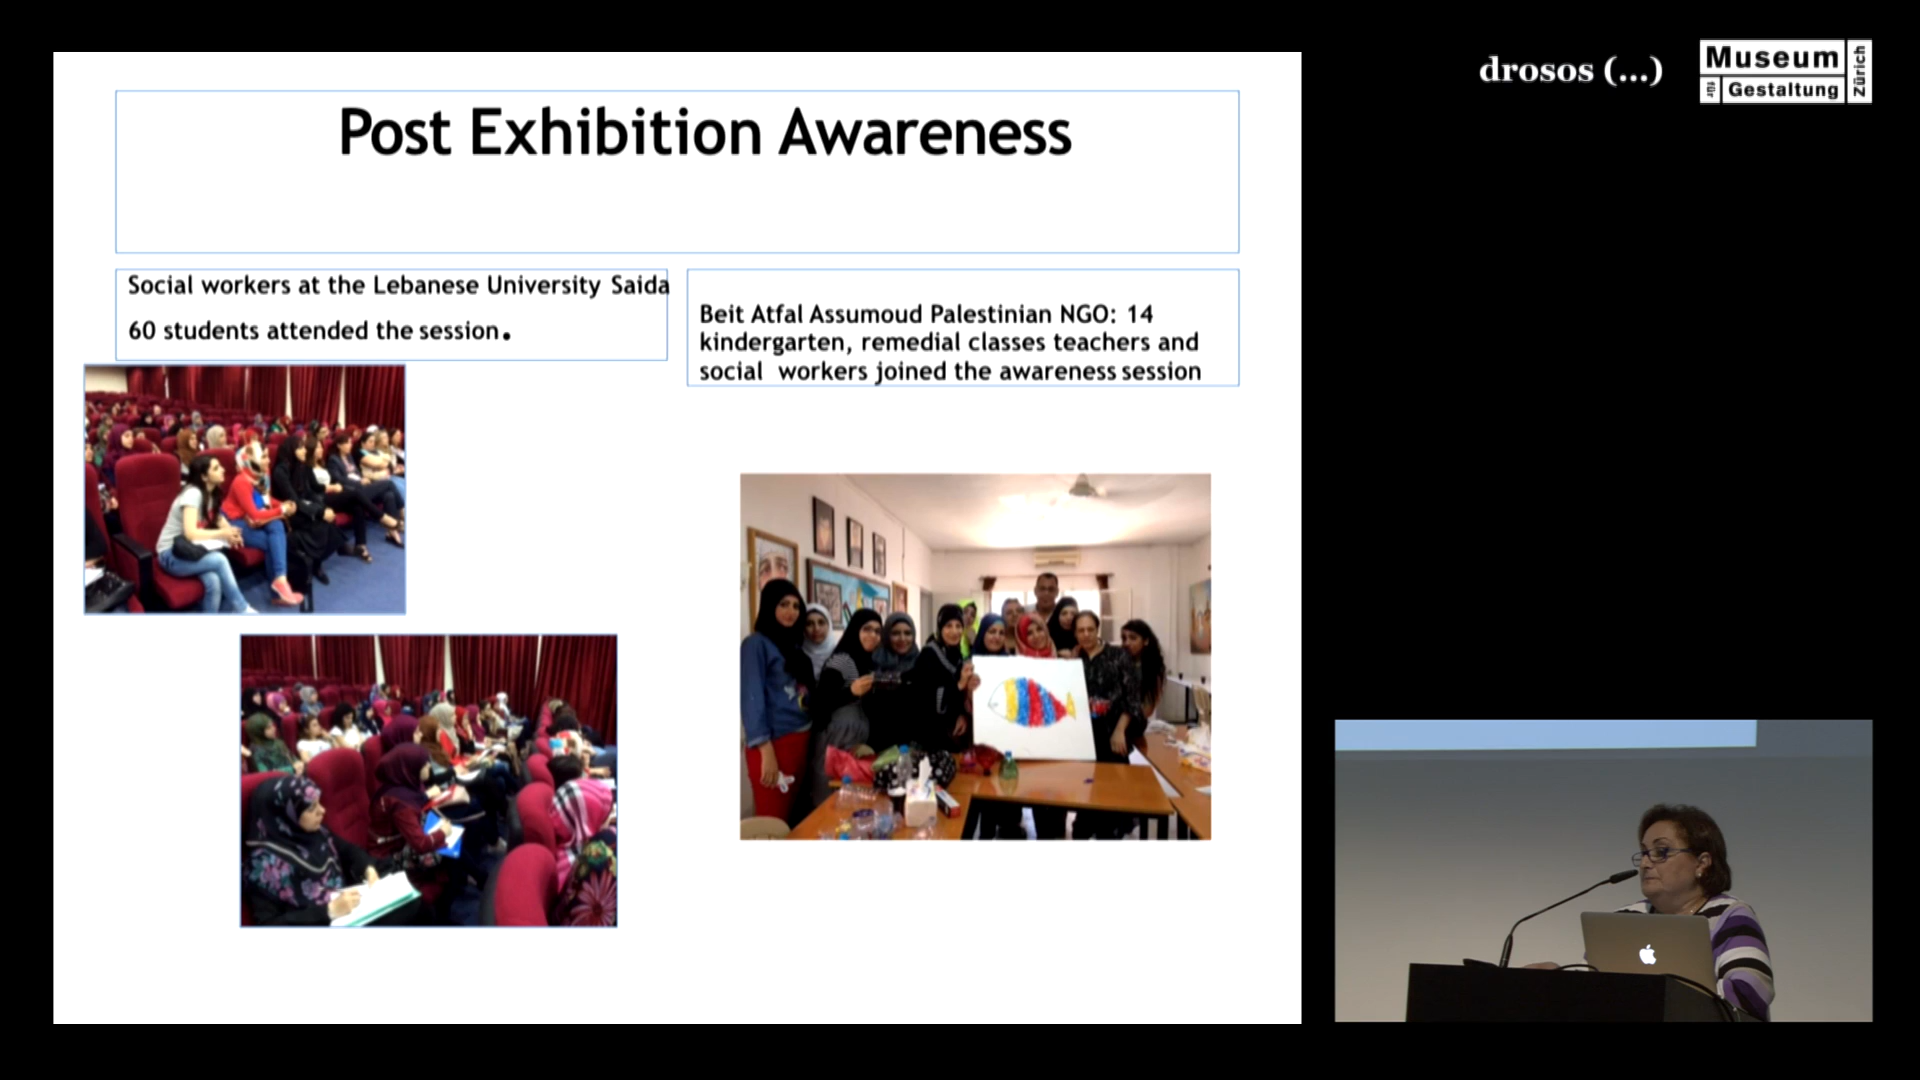 drosos (...)
Museum
für Gestaltung
Zürich
Post Exhibition Awareness
Social workers at the Lebanese University Saida
60 students attended the session.
Beit Atfal Assumoud Palestinian NGO: 14
kindergarten, remedial classes teachers and
social workers joined the awareness session